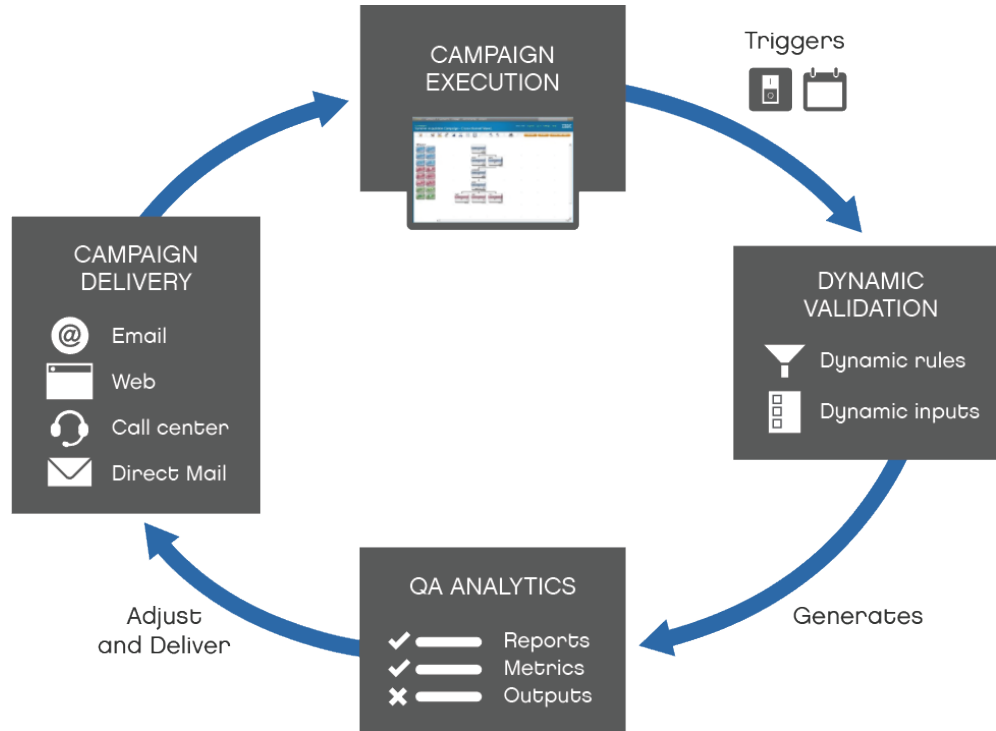 CAMPAIGN
EXECUTION
Triggers
DYNAMIC
VALIDATION
Dynamic rules
Dynamic inputs
Generates
QA ANALYTICS
Reports
Metrics
Outputs
Adjust
and Deliver
CAMPAIGN
DELIVERY
@ Email
Web
Call center
Direct Mail